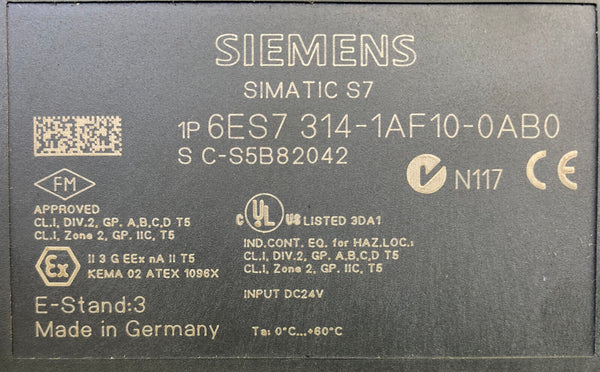 SIEMENS
SIMATIC S7
1P 6ES7 314-1AF10-0AB0
S C-S5B82042
N117 CE
FM
APPROVED
CL.I, DIV.2, GP. A,B,C,D T5
CL.I, Zone 2, GP. IIC, T5
Ex II 3 G EEx nA II T5
KEMA 02 ATEX 1096X
E-Stand:3
Made in Germany
C UL US LISTED 3DA1
IND.CONT. EQ. for HAZ.LOC.:
CL.I, DIV.2, GP. A,B,C,D T5
CL.I, Zone 2, GP. IIC, T5
INPUT DC24V
Ta: 0°C...+60°C